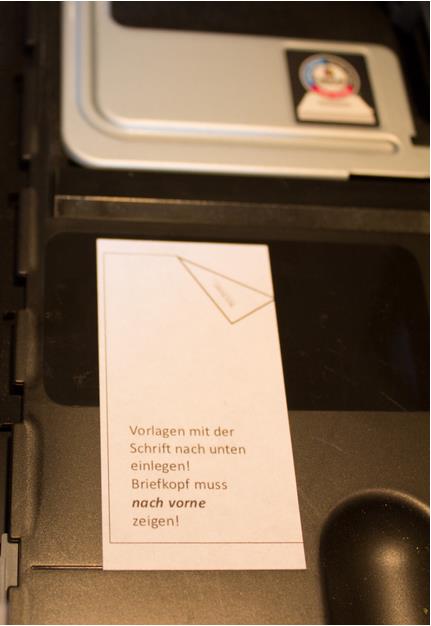 Vorlagen mit der
Schrift nach unten
einlegen!
Briefkopf muss
nach vorne
zeigen!